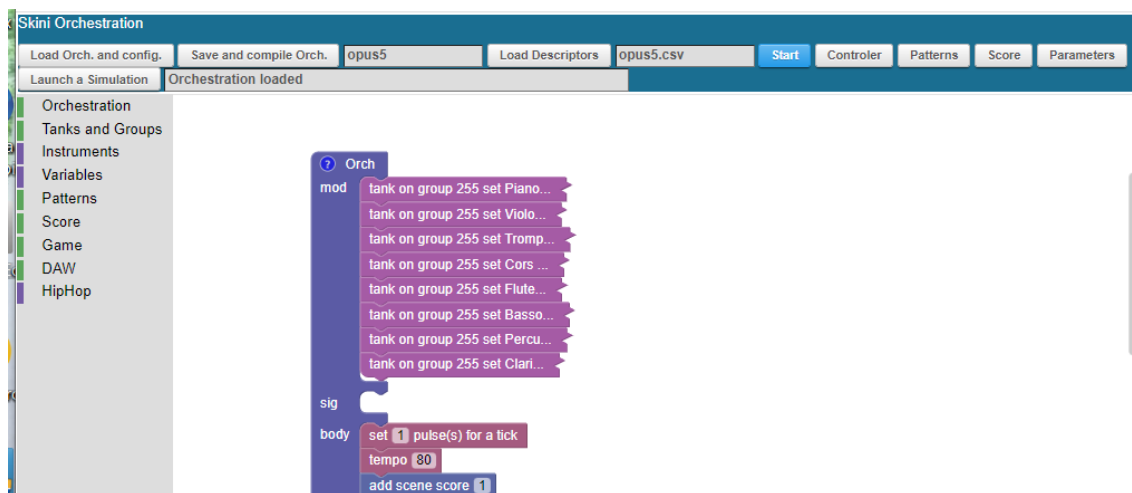 Skini Orchestration
Load Orch. and config. Save and compile Orch. opus5 Load Descriptors opus5.csv Start Controler Patterns Score Parameters
Launch a Simulation Orchestration loaded
Orchestration
Tanks and Groups
Instruments
Variables
Patterns
Score
Game
DAW
HipHop
? Orch
mod tank on group 255 set Piano...
tank on group 255 set Violo...
tank on group 255 set Tromp...
tank on group 255 set Cors ...
tank on group 255 set Flute...
tank on group 255 set Basso...
tank on group 255 set Percu...
tank on group 255 set Clari...
sig
body set 1 pulse(s) for a tick
tempo 80
add scene score 1